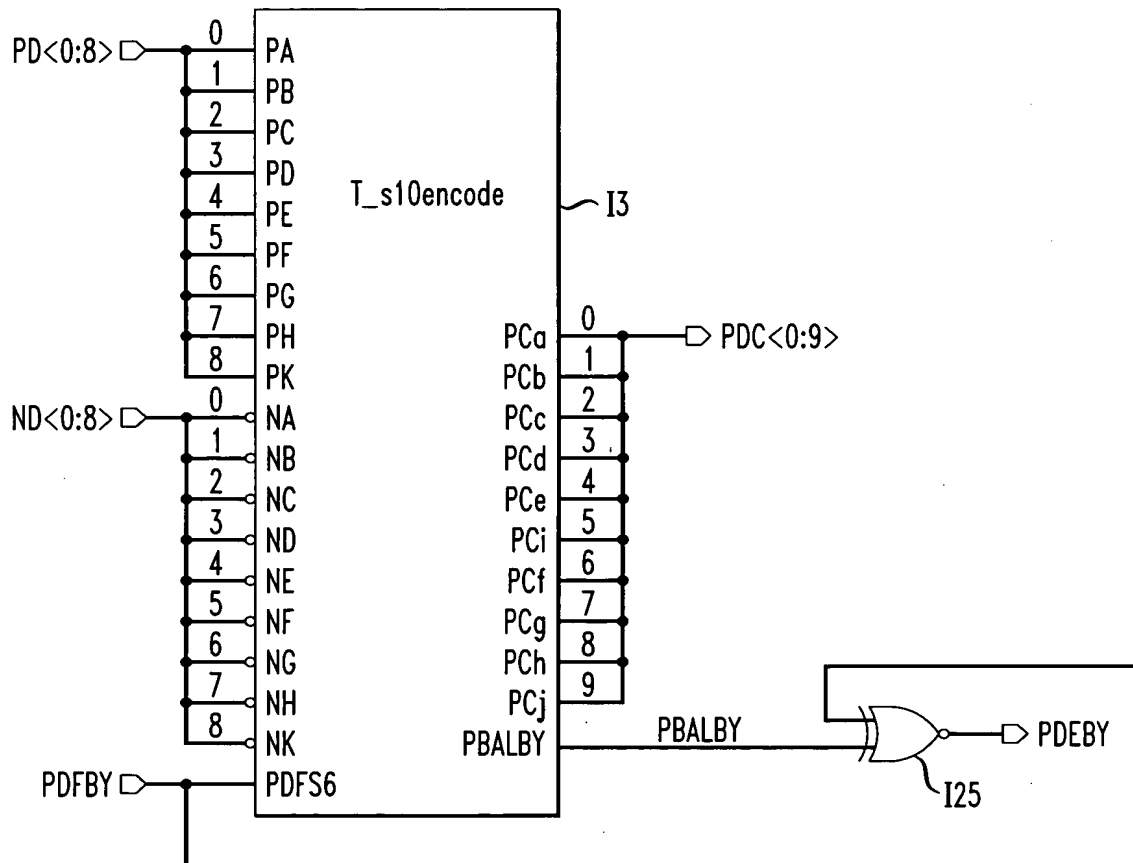 PD<0:8>
0 PA
1 PB
2 PC
3 PD
4 PE
5 PF
6 PG
7 PH
8 PK
ND<0:8>
0 NA
1 NB
2 NC
3 ND
4 NE
5 NF
6 NG
7 NH
8 NK
PDFBY
PDFS6
T_s10encode
I3
PCa 0
PCb 1
PCc 2
PCd 3
PCe 4
PCi 5
PCf 6
PCg 7
PCh 8
PCj 9
PDC<0:9>
PBALBY
PBALBY
PDEBY
I25